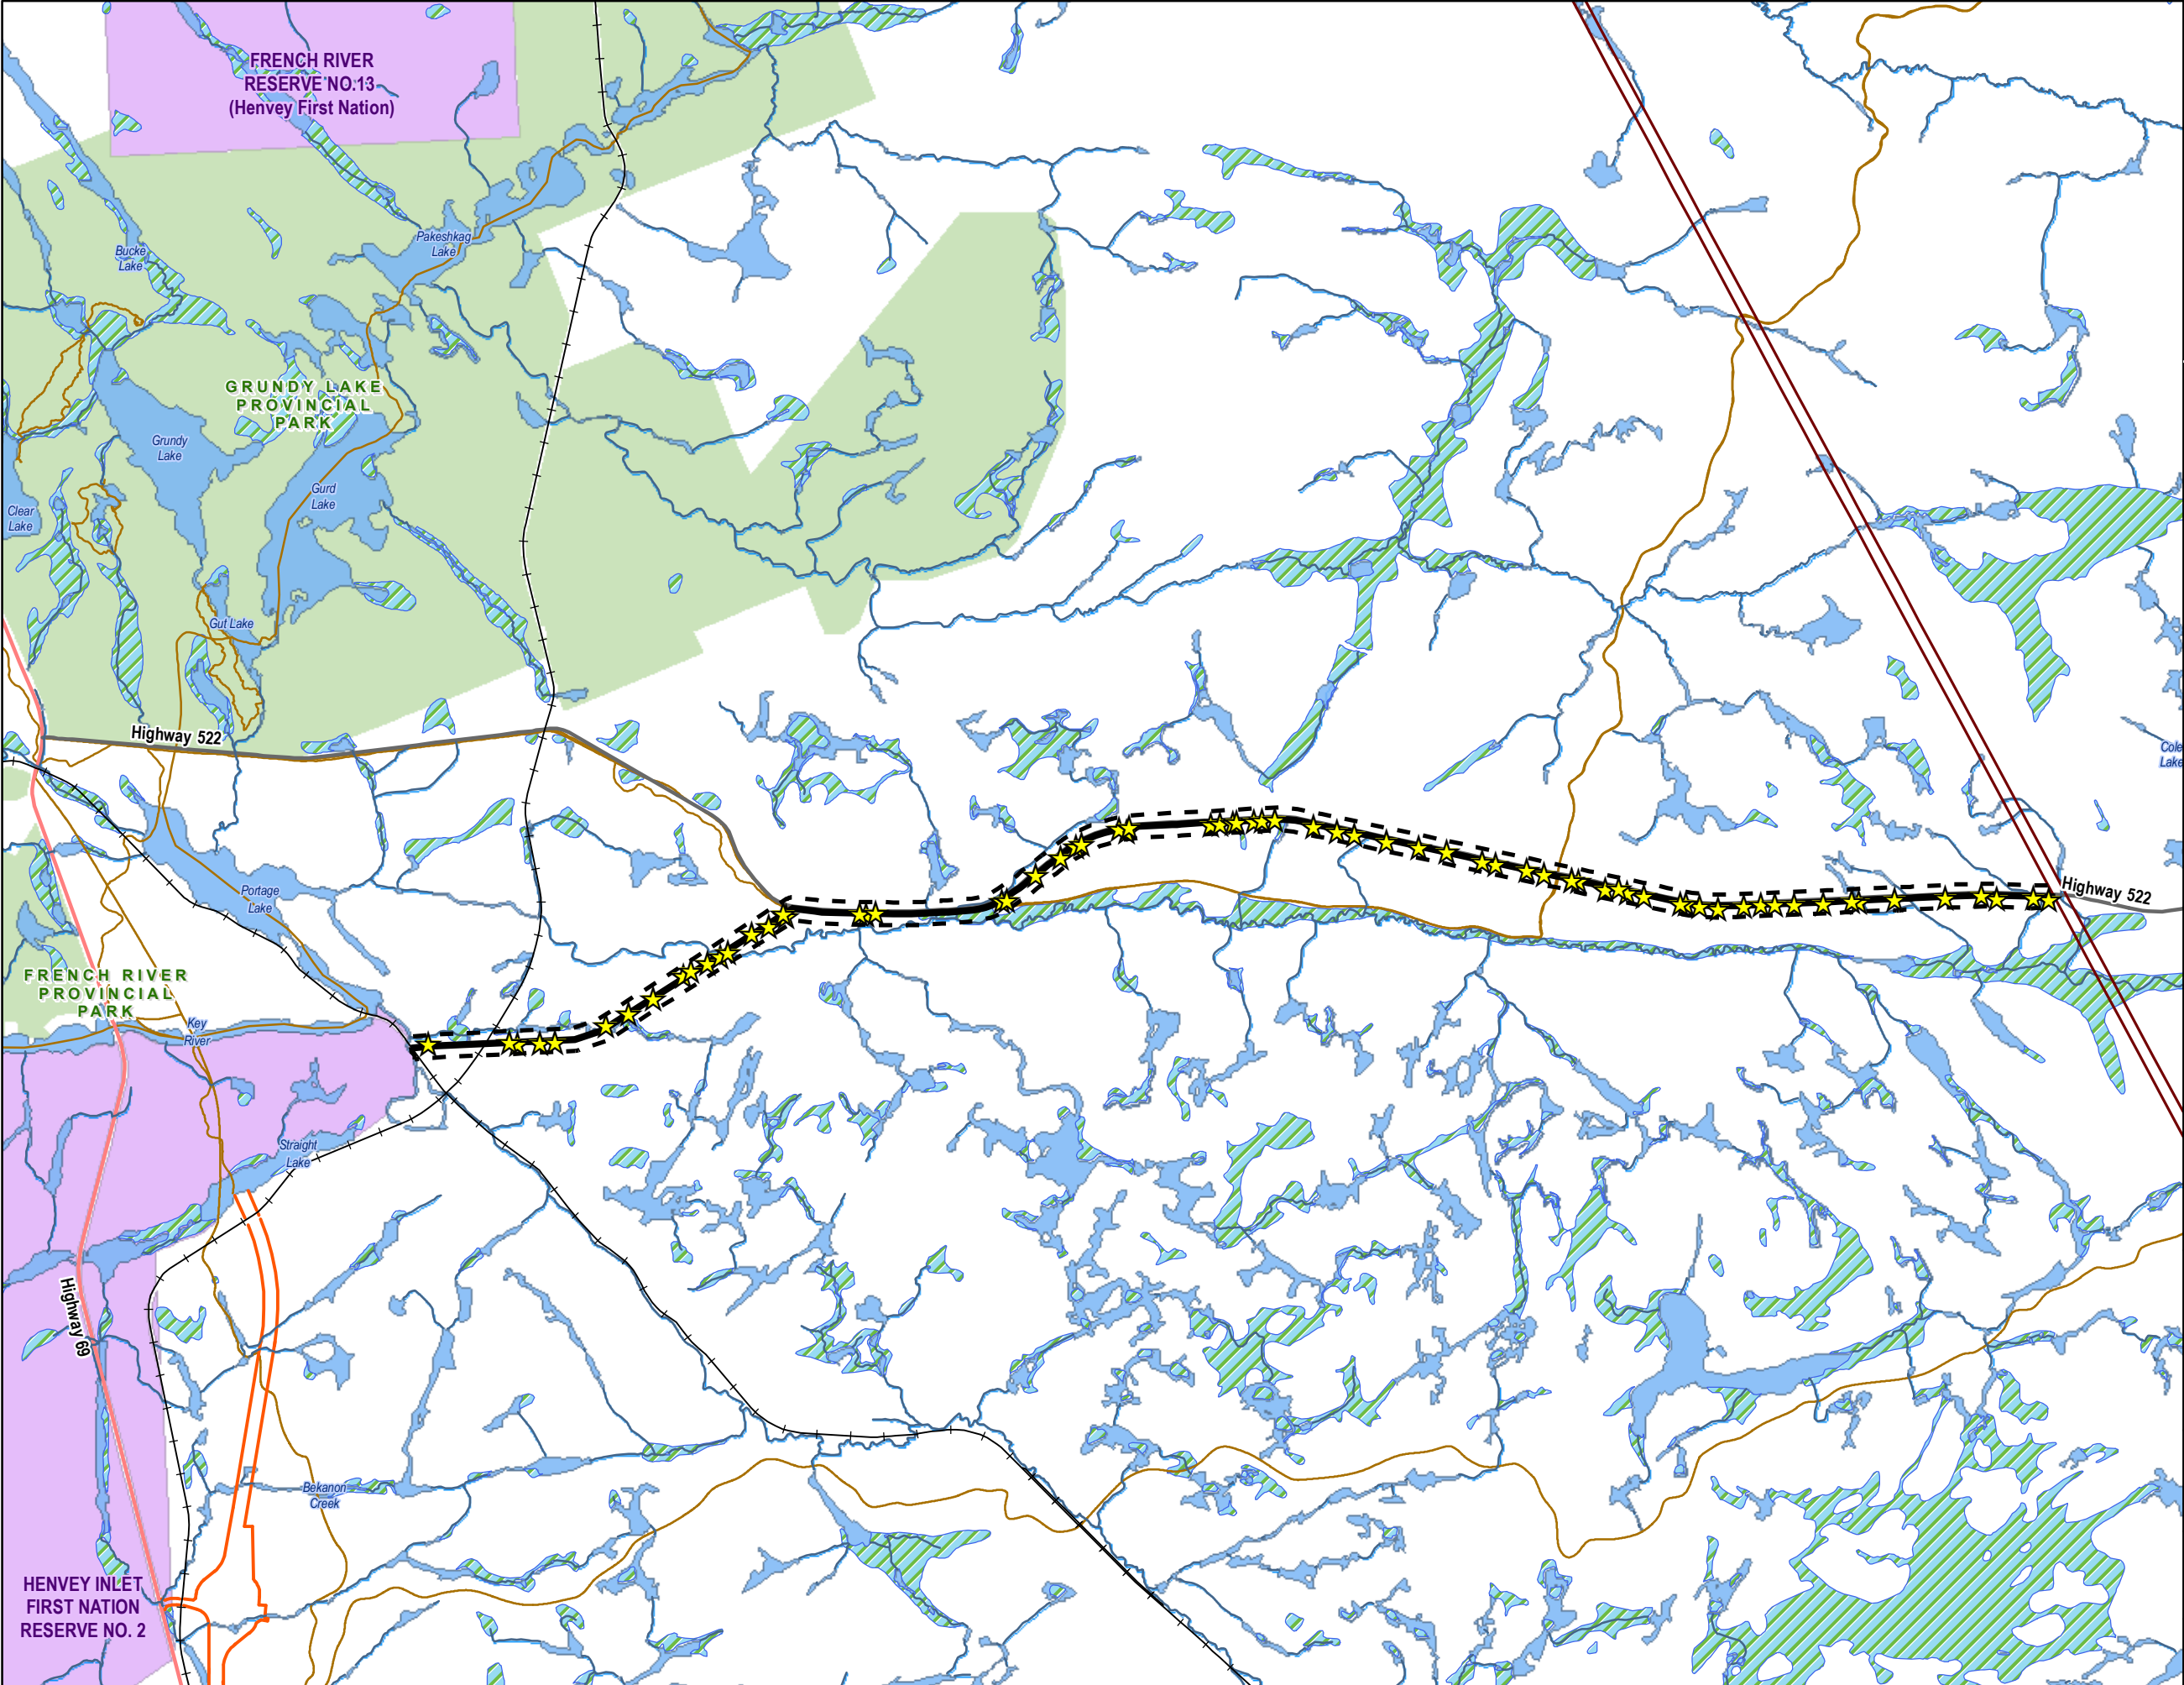 FRENCH RIVER
RESERVE NO.13
(Henvey First Nation)
Bucke
Lake
Pakeshkag
Lake
GRUNDY LAKE
PROVINCIAL
PARK
Grundy
Lake
Gurd
Lake
Clear
Lake
Gut Lake
Highway 522
Cole
Lake
Portage
Lake
Highway 522
FRENCH RIVER
PROVINCIAL
PARK
Key
River
Straight
Lake
Highway 69
Bekanon
Creek
HENVEY INLET
FIRST NATION
RESERVE NO. 2